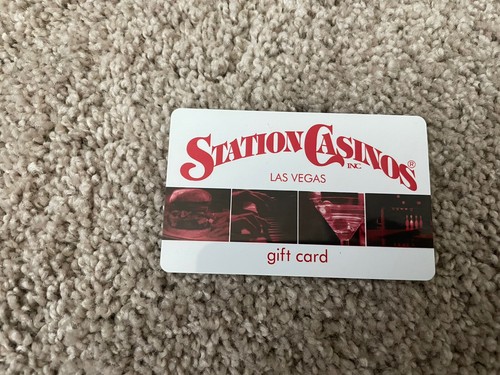 STATION CASINOS ®
INC
LAS VEGAS
gift card